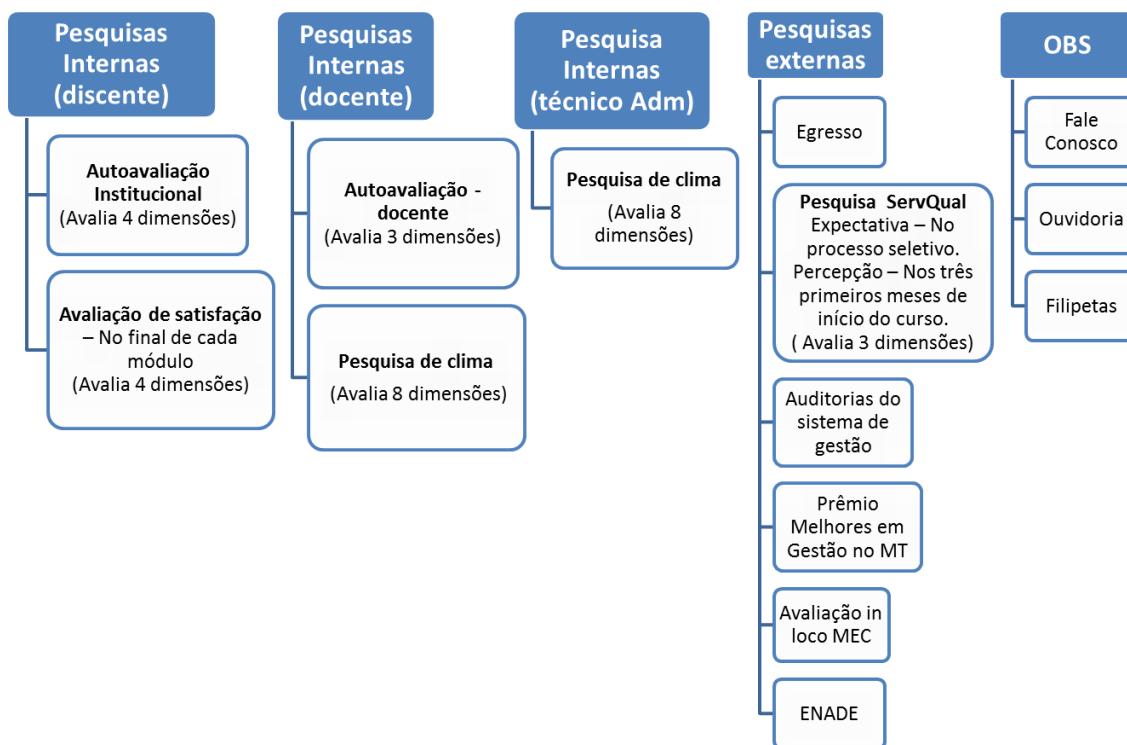 Pesquisas
Internas
(discente)
Autoavaliação
Institucional
(Avalia 4 dimensões)
Avaliação de satisfação
– No final de cada
módulo
(Avalia 4 dimensões)
Pesquisas
Internas
(docente)
Autoavaliação -
docente
(Avalia 3 dimensões)
Pesquisa de clima
(Avalia 8 dimensões)
Pesquisa
Internas
(técnico Adm)
Pesquisa de clima
(Avalia 8
dimensões)
Pesquisas
externas
Egresso
Pesquisa ServQual
Expectativa – No
processo seletivo.
Percepção – Nos três
primeiros meses de
início do curso.
( Avalia 3 dimensões)
Auditorias do
sistema de
gestão
Prêmio
Melhores em
Gestão no MT
Avaliação in
loco MEC
ENADE
OBS
Fale
Conosco
Ouvidoria
Filipetas